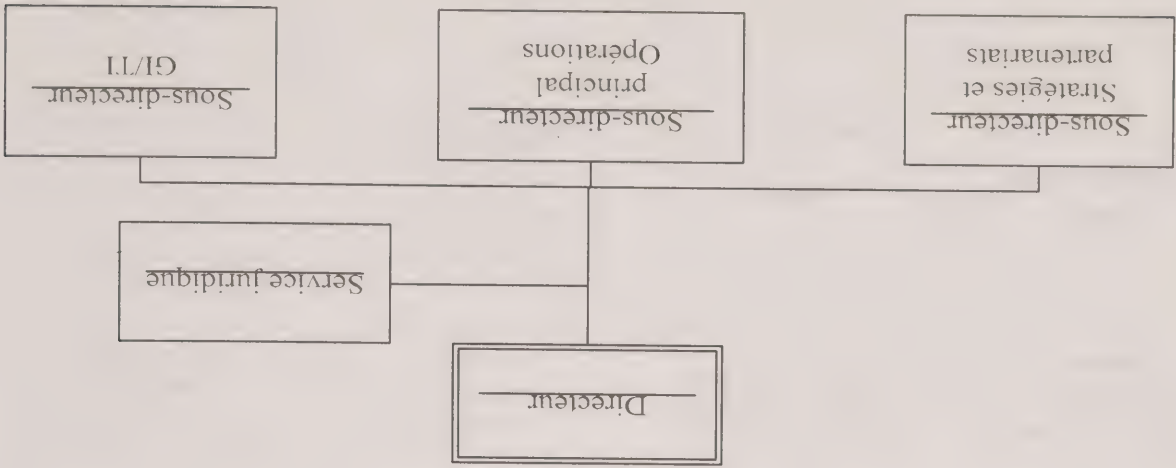 Directeur
Service juridique
Sous-directeur
Stratégies et
partenariats
Sous-directeur
principal
Opérations
Sous-directeur
GI/TI